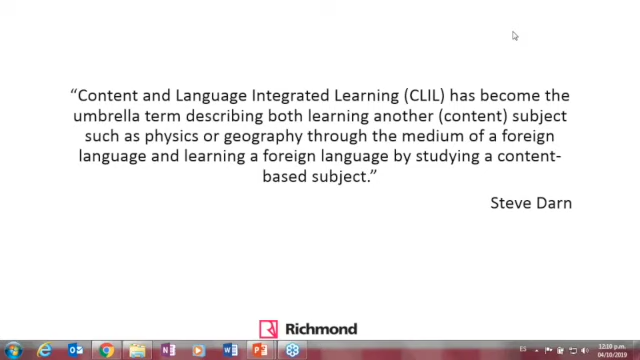 “Content and Language Integrated Learning (CLIL) has become the
umbrella term describing both learning another (content) subject
such as physics or geography through the medium of a foreign
language and learning a foreign language by studying a content-
based subject.”
Steve Darn
Richmond
ES
12:10 p.m.
04/10/2019